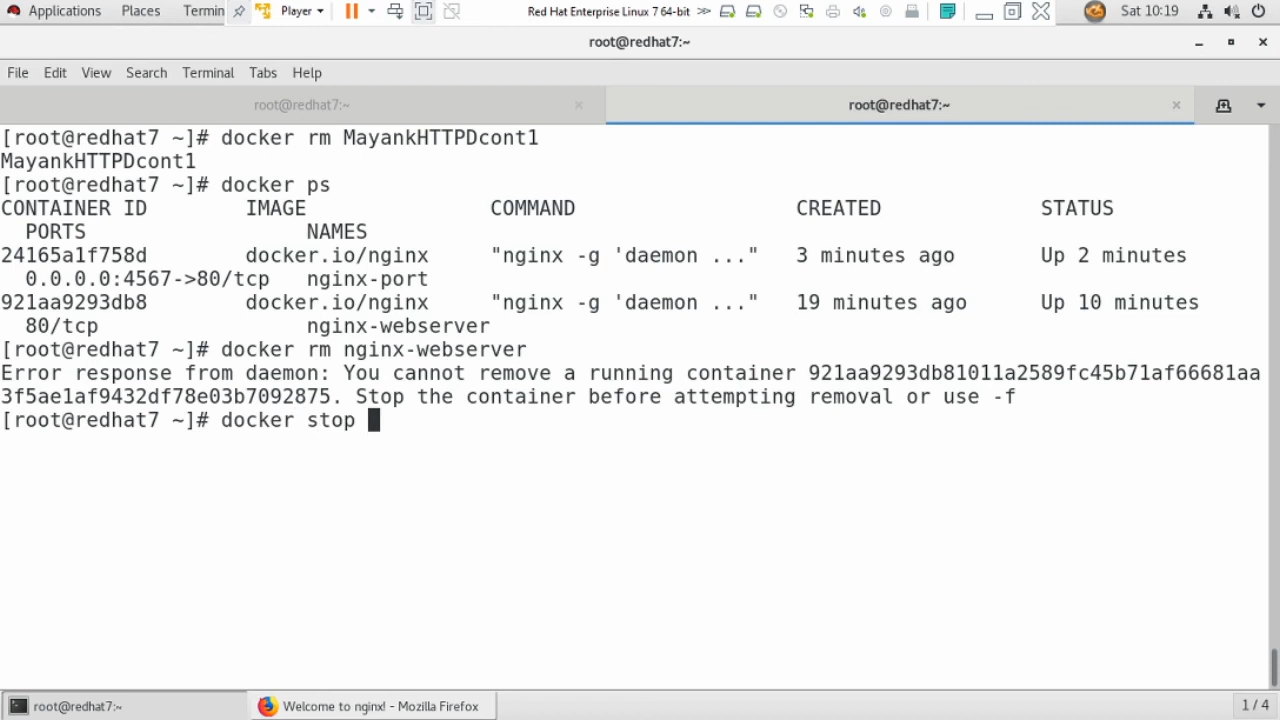 Applications Places Termin Player Red Hat Enterprise Linux 7 64-bit Sat 10:19
root@redhat7:~
File Edit View Search Terminal Tabs Help
root@redhat7:~ root@redhat7:~
[root@redhat7 ~]# docker rm MayankHTTPDcont1
MayankHTTPDcont1
[root@redhat7 ~]# docker ps
CONTAINER ID IMAGE COMMAND CREATED STATUS
PORTS NAMES
24165a1f758d docker.io/nginx "nginx -g 'daemon ..." 3 minutes ago Up 2 minutes
0.0.0.0:4567->80/tcp nginx-port
921aa9293db8 docker.io/nginx "nginx -g 'daemon ..." 19 minutes ago Up 10 minutes
80/tcp nginx-webserver
[root@redhat7 ~]# docker rm nginx-webserver
Error response from daemon: You cannot remove a running container 921aa9293db81011a2589fc45b71af66681aa
3f5ae1af9432df78e03b7092875. Stop the container before attempting removal or use -f
[root@redhat7 ~]# docker stop
root@redhat7:~ Welcome to nginx! - Mozilla Firefox 1 / 4